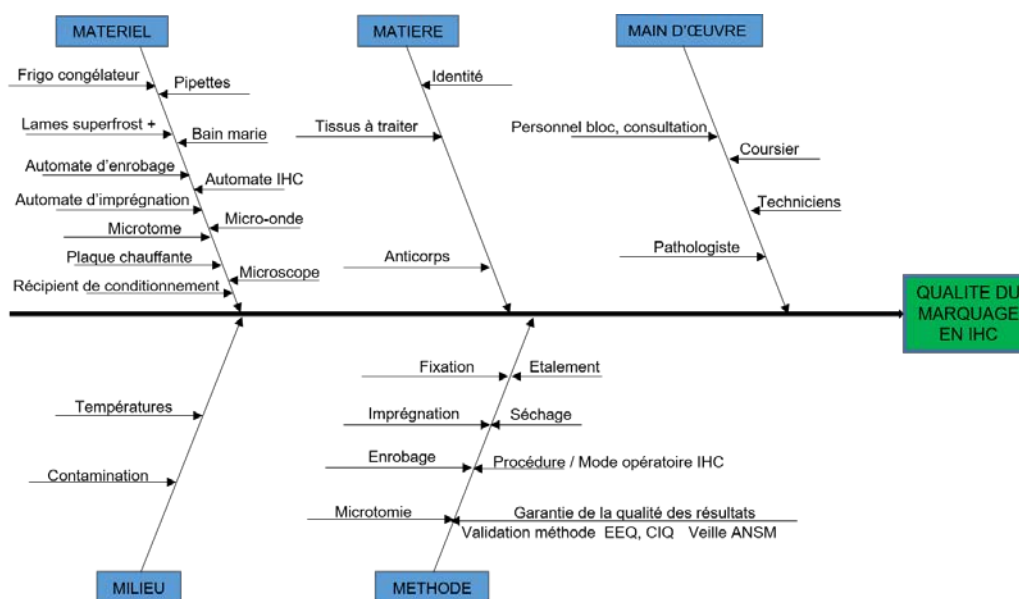 MATERIEL
MATIERE
MAIN D'ŒUVRE
Frigo congélateur
Pipettes
Lames superfrost +
Bain marie
Automate d'enrobage
Automate IHC
Automate d'imprégnation
Micro-onde
Microtome
Plaque chauffante
Microscope
Récipient de conditionnement
Identité
Tissus à traiter
Anticorps
Personnel bloc, consultation
Coursier
Techniciens
Pathologiste
QUALITE DU
MARQUAGE
EN IHC
Températures
Contamination
Fixation
Etalement
Imprégnation
Séchage
Enrobage
Procédure / Mode opératoire IHC
Microtomie
Garantie de la qualité des résultats
Validation méthode EEQ, CIQ Veille ANSM
MILIEU
METHODE